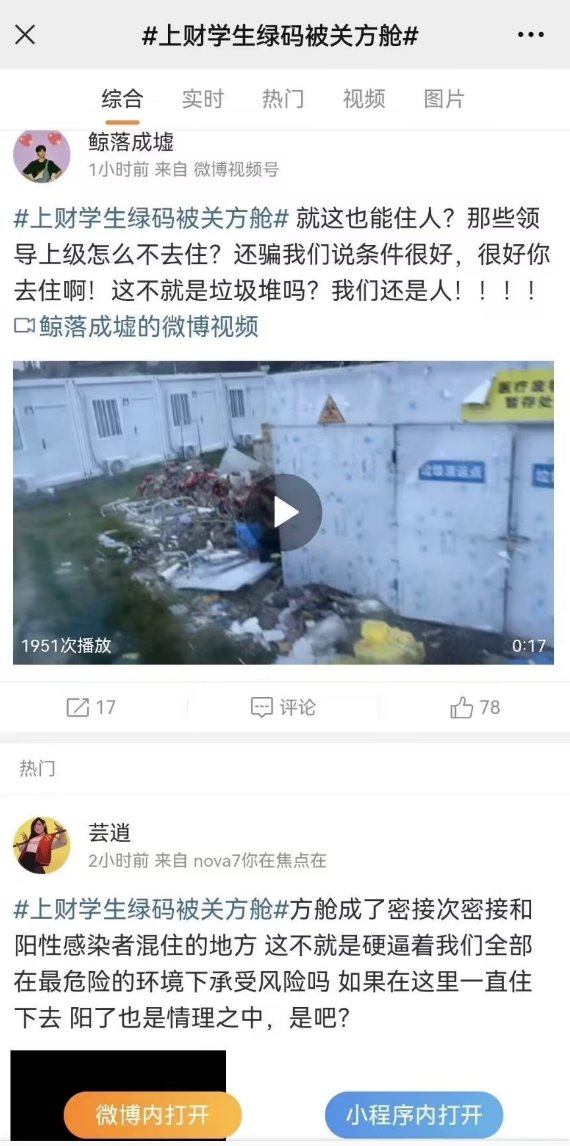 #上财学生绿码被关方舱#
综合 实时 热门 视频 图片
鲸落成墟
1小时前 来自 微博视频号
#上财学生绿码被关方舱# 就这也能住人？那些领
导上级怎么不去住？还骗我们说条件很好，很好你
去住啊！这不就是垃圾堆吗？我们还是人！！！！
鲸落成墟的微博视频
医疗废物
暂存处
垃圾清运点
垃圾
1951次播放
0:17
17 评论 78
热门
芸逍
2小时前 来自 nova7你在焦点在
#上财学生绿码被关方舱#方舱成了密接次密接和
阳性感染者混住的地方 这不就是硬逼着我们全部
在最危险的环境下承受风险吗 如果在这里一直住
下去 阳了也是情理之中，是吧？
微博内打开 小程序内打开